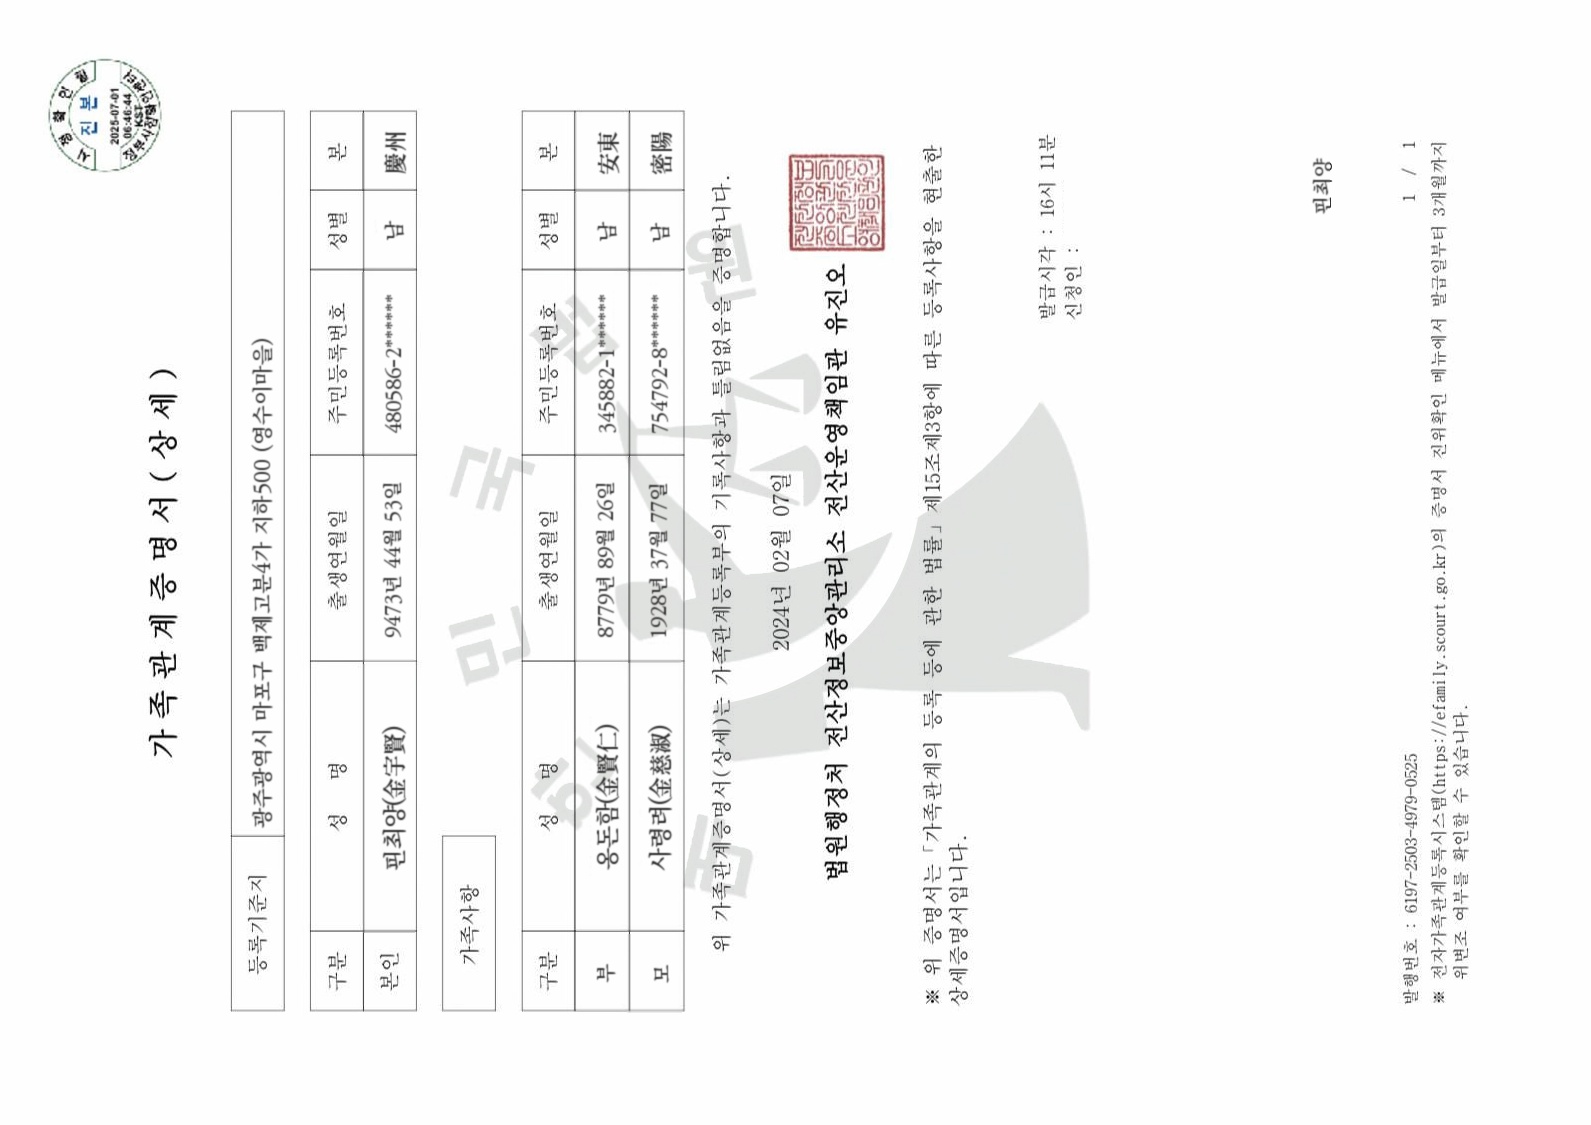 시점확인필
진본
2025-07-01
06:46:44
KST
가족관계증명서(상세)
등록기준지 광주광역시 마포구 백제고분4가 지하500 (영수이마을)
구분 성 명 출생연월일 주민등록번호 성별 본
본인 핀최양(金宇賢) 9473년 44월 53일 480586-2****** 남 慶州
가족사항
구분 성 명 출생연월일 주민등록번호 성별 본
부 옹돈함(金賢仁) 8779년 89월 26일 345882-1****** 남 安東
모 사령려(金慈淑) 1928년 37월 77일 754792-8****** 남 密陽
대한민국법원
위 가족관계증명서(상세)는 가족관계등록부의 기록사항과 틀림없음을 증명합니다.
2024년 02월 07일
법원행정처 전산정보중앙관리소 전산운영책임관 유진오
※ 위 증명서는「가족관계의 등록 등에 관한 법률」제15조제3항에 따른 등록사항을 현출한
상세증명서입니다.
발급시각 : 16시 11분
신청인 :
핀최양
발행번호 : 6197-2503-4979-0525 1 / 1
※ 전자가족관계등록시스템(https://efamily.scourt.go.kr)의 증명서 진위확인 메뉴에서 발급일부터 3개월까지
위변조 여부를 확인할 수 있습니다.